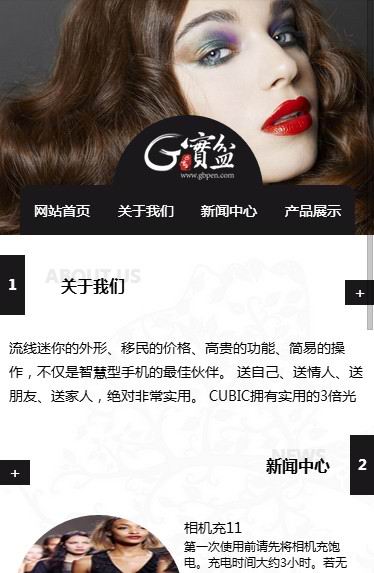 G寶盆
www.gbpen.com
网站首页 关于我们 新闻中心 产品展示
1 ABOUT US
关于我们
+
流线迷你的外形、移民的价格、高贵的功能、简易的操
作，不仅是智慧型手机的最佳伙伴。 送自己、送情人、送
朋友、送家人，绝对非常实用。 CUBIC拥有实用的3倍光
NEWS
新闻中心 2
+
相机充11
第一次使用前请先将相机充饱
电。充电时间大约3小时。若无